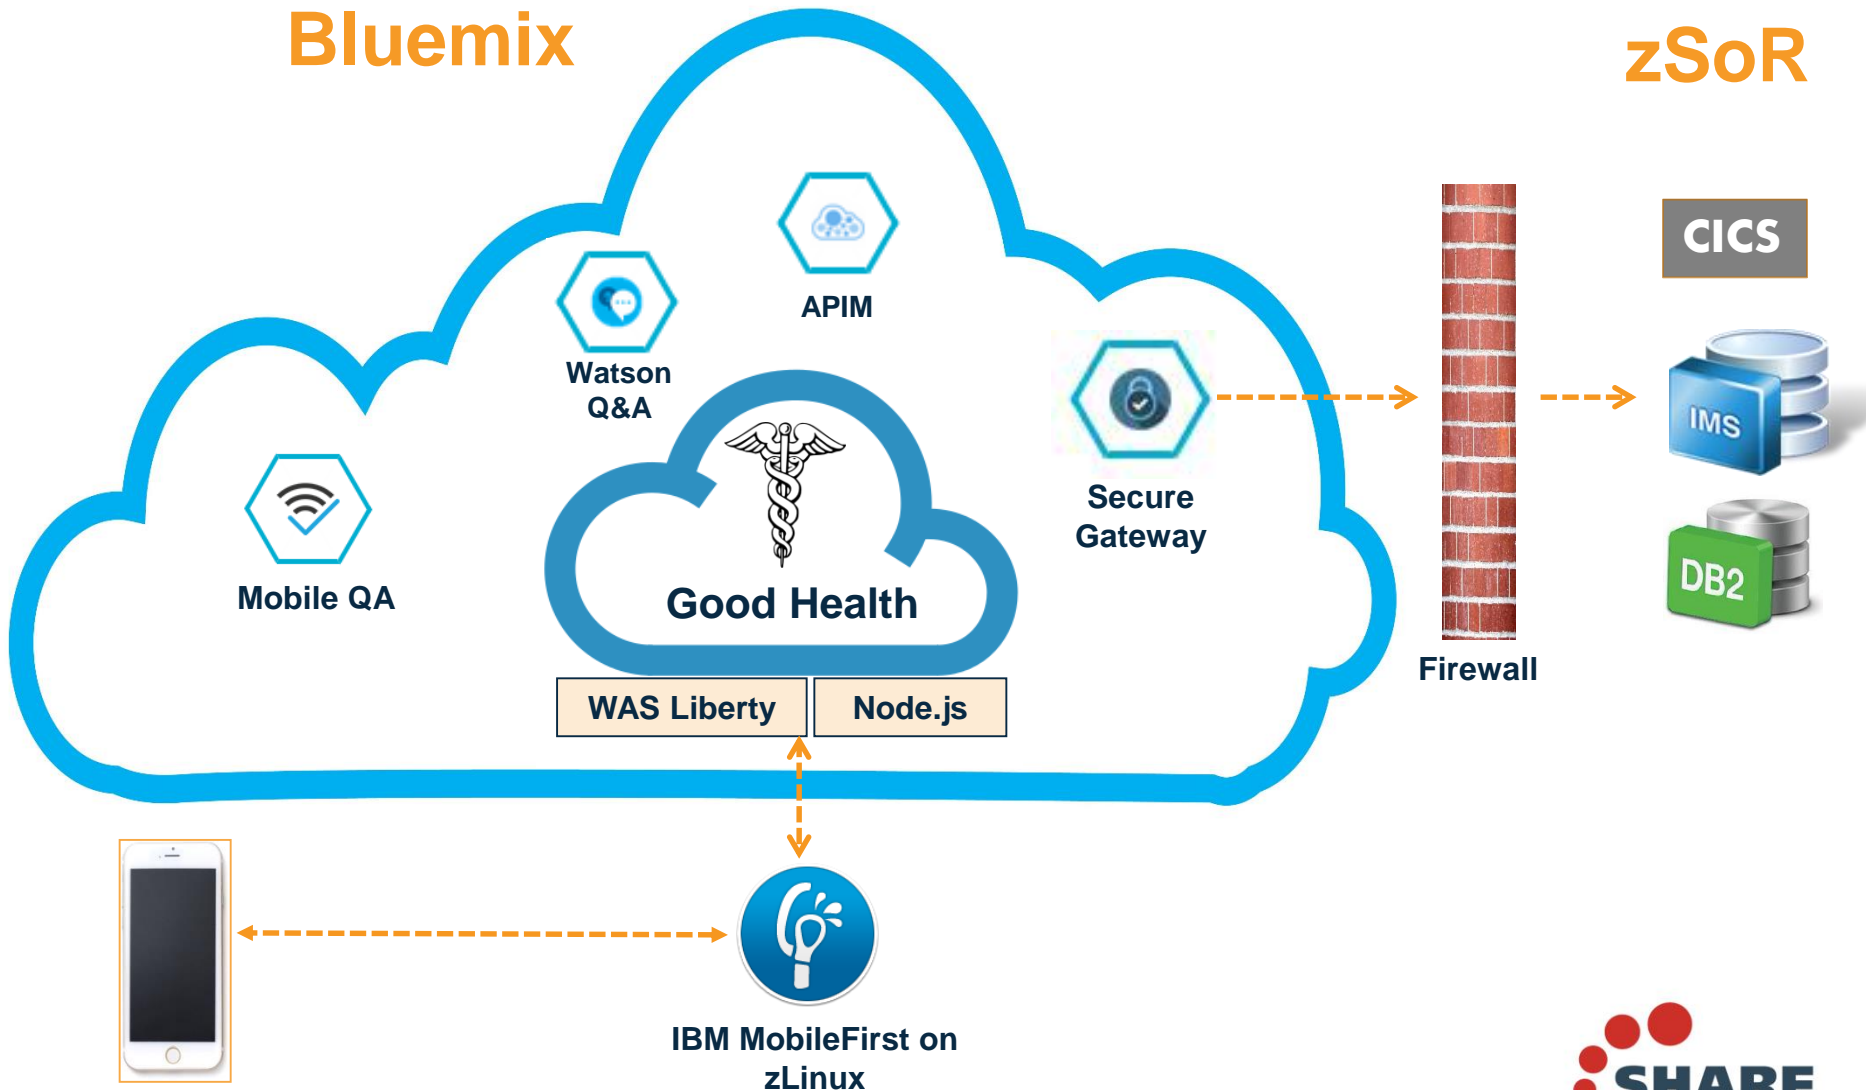 Bluemix
zSoR
APIM
CICS
Watson
Q&A
IMS
Secure
Gateway
DB2
Mobile QA
Good Health
Firewall
WAS Liberty
Node.js
IBM MobileFirst on
zLinux
SHARE